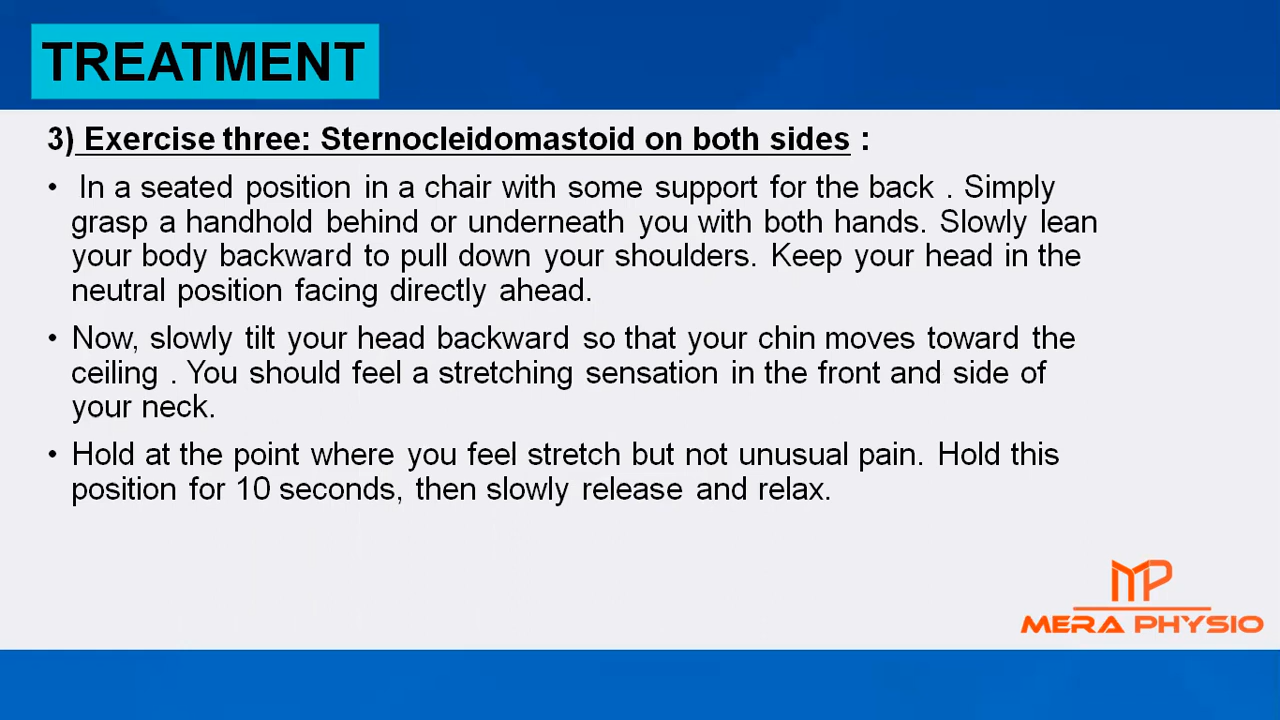 TREATMENT
3) Exercise three: Sternocleidomastoid on both sides :
• In a seated position in a chair with some support for the back . Simply
grasp a handhold behind or underneath you with both hands. Slowly lean
your body backward to pull down your shoulders. Keep your head in the
neutral position facing directly ahead.
• Now, slowly tilt your head backward so that your chin moves toward the
ceiling . You should feel a stretching sensation in the front and side of
your neck.
• Hold at the point where you feel stretch but not unusual pain. Hold this
position for 10 seconds, then slowly release and relax.
MP
MERA PHYSIO